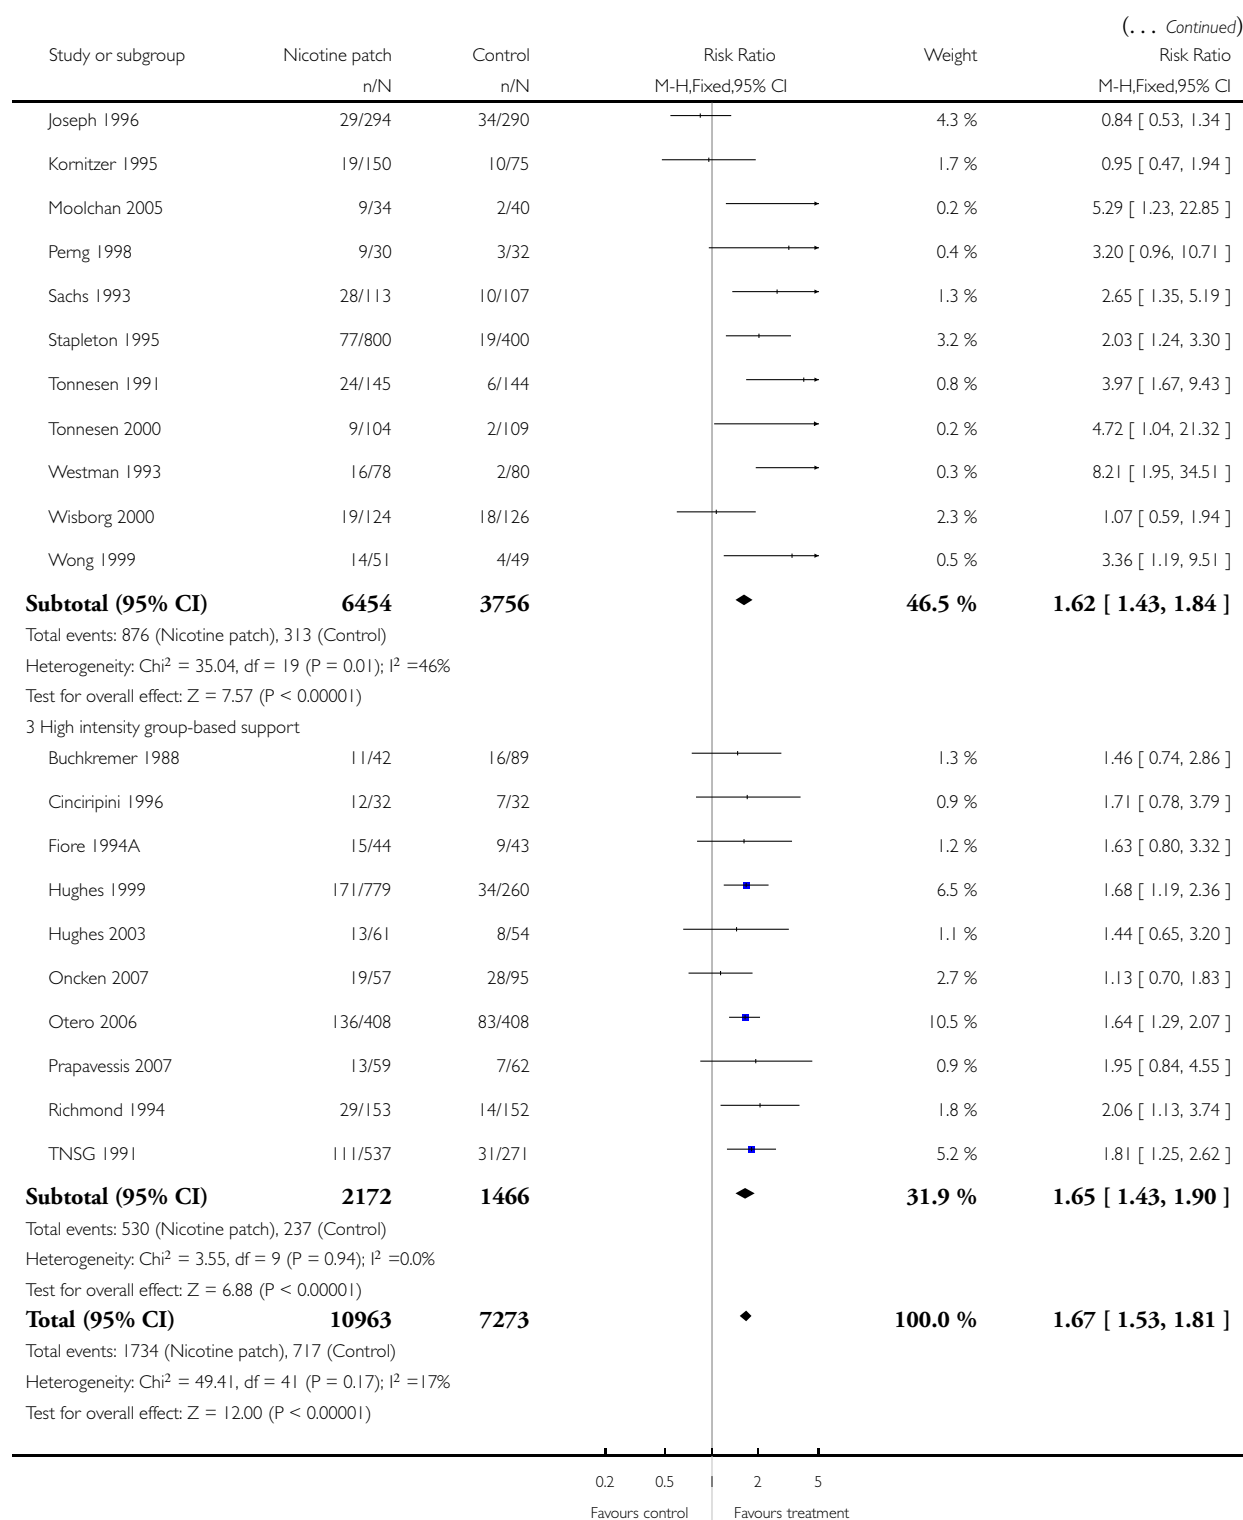 (... Continued)
Study or subgroup Nicotine patch Control Risk Ratio Weight Risk Ratio
n/N n/N M-H,Fixed,95% CI M-H,Fixed,95% CI
Joseph 1996 29/294 34/290 4.3 % 0.84 [ 0.53, 1.34 ]
Kornitzer 1995 19/150 10/75 1.7 % 0.95 [ 0.47, 1.94 ]
Moolchan 2005 9/34 2/40 0.2 % 5.29 [ 1.23, 22.85 ]
Perng 1998 9/30 3/32 0.4 % 3.20 [ 0.96, 10.71 ]
Sachs 1993 28/113 10/107 1.3 % 2.65 [ 1.35, 5.19 ]
Stapleton 1995 77/800 19/400 3.2 % 2.03 [ 1.24, 3.30 ]
Tonnesen 1991 24/145 6/144 0.8 % 3.97 [ 1.67, 9.43 ]
Tonnesen 2000 9/104 2/109 0.2 % 4.72 [ 1.04, 21.32 ]
Westman 1993 16/78 2/80 0.3 % 8.21 [ 1.95, 34.51 ]
Wisborg 2000 19/124 18/126 2.3 % 1.07 [ 0.59, 1.94 ]
Wong 1999 14/51 4/49 0.5 % 3.36 [ 1.19, 9.51 ]
Subtotal (95% CI) 6454 3756 46.5 % 1.62 [ 1.43, 1.84 ]
Total events: 876 (Nicotine patch), 313 (Control)
Heterogeneity: Chi² = 35.04, df = 19 (P = 0.01); I² =46%
Test for overall effect: Z = 7.57 (P < 0.00001)
3 High intensity group-based support
Buchkremer 1988 11/42 16/89 1.3 % 1.46 [ 0.74, 2.86 ]
Cinciripini 1996 12/32 7/32 0.9 % 1.71 [ 0.78, 3.79 ]
Fiore 1994A 15/44 9/43 1.2 % 1.63 [ 0.80, 3.32 ]
Hughes 1999 171/779 34/260 6.5 % 1.68 [ 1.19, 2.36 ]
Hughes 2003 13/61 8/54 1.1 % 1.44 [ 0.65, 3.20 ]
Oncken 2007 19/57 28/95 2.7 % 1.13 [ 0.70, 1.83 ]
Otero 2006 136/408 83/408 10.5 % 1.64 [ 1.29, 2.07 ]
Prapavessis 2007 13/59 7/62 0.9 % 1.95 [ 0.84, 4.55 ]
Richmond 1994 29/153 14/152 1.8 % 2.06 [ 1.13, 3.74 ]
TNSG 1991 111/537 31/271 5.2 % 1.81 [ 1.25, 2.62 ]
Subtotal (95% CI) 2172 1466 31.9 % 1.65 [ 1.43, 1.90 ]
Total events: 530 (Nicotine patch), 237 (Control)
Heterogeneity: Chi² = 3.55, df = 9 (P = 0.94); I² =0.0%
Test for overall effect: Z = 6.88 (P < 0.00001)
Total (95% CI) 10963 7273 100.0 % 1.67 [ 1.53, 1.81 ]
Total events: 1734 (Nicotine patch), 717 (Control)
Heterogeneity: Chi² = 49.41, df = 41 (P = 0.17); I² =17%
Test for overall effect: Z = 12.00 (P < 0.00001)
0.2 0.5 1 2 5
Favours control Favours treatment